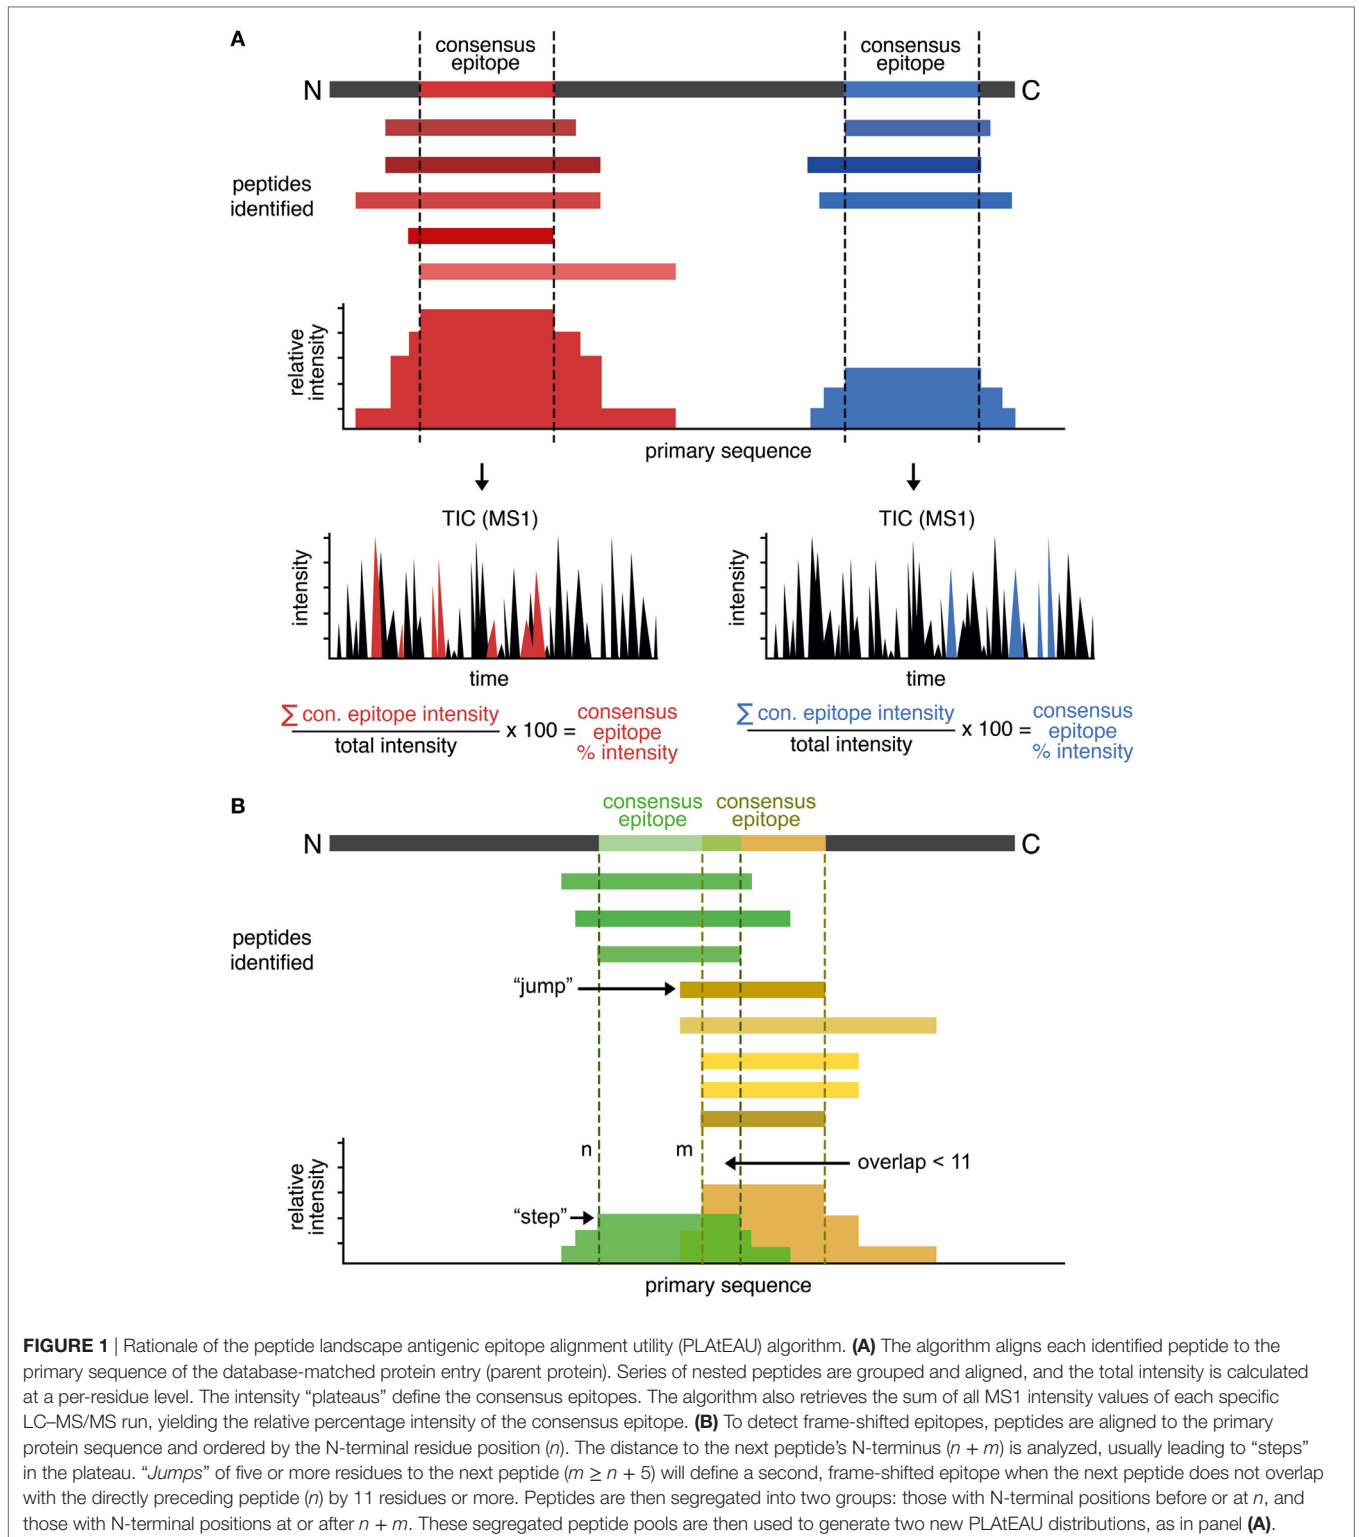 A
consensus
epitope
consensus
epitope
N
C
peptides
identified
relative
intensity
primary sequence
TIC (MS1)
TIC (MS1)
intensity
intensity
time
time
∑ con. epitope intensity
total intensity
x 100 =
consensus
epitope
% intensity
∑ con. epitope intensity
total intensity
x 100 =
consensus
epitope
% intensity
B
consensus
epitope
consensus
epitope
N
C
peptides
identified
“jump”
n
m
overlap < 11
relative
intensity
“step”
primary sequence
FIGURE 1 | Rationale of the peptide landscape antigenic epitope alignment utility (PLAtEAU) algorithm. (A) The algorithm aligns each identified peptide to the
primary sequence of the database-matched protein entry (parent protein). Series of nested peptides are grouped and aligned, and the total intensity is calculated
at a per-residue level. The intensity “plateaus” define the consensus epitopes. The algorithm also retrieves the sum of all MS1 intensity values of each specific
LC–MS/MS run, yielding the relative percentage intensity of the consensus epitope. (B) To detect frame-shifted epitopes, peptides are aligned to the primary
protein sequence and ordered by the N-terminal residue position (n). The distance to the next peptide’s N-terminus (n + m) is analyzed, usually leading to “steps”
in the plateau. “Jumps” of five or more residues to the next peptide (m ≥ n + 5) will define a second, frame-shifted epitope when the next peptide does not overlap
with the directly preceding peptide (n) by 11 residues or more. Peptides are then segregated into two groups: those with N-terminal positions before or at n, and
those with N-terminal positions at or after n + m. These segregated peptide pools are then used to generate two new PLAtEAU distributions, as in panel (A).